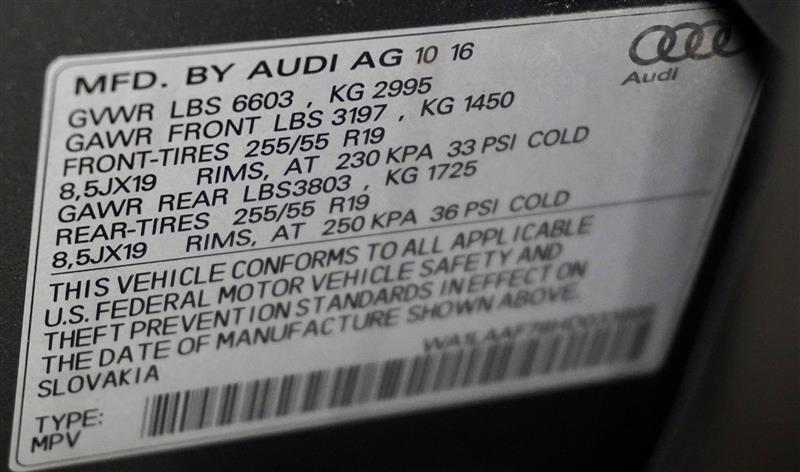 MFD. BY AUDI AG 10 16
Audi
GVWR LBS 6603 , KG 2995
GAWR FRONT LBS 3197 , KG 1450
FRONT-TIRES 255/55 R19
8,5JX19 RIMS, AT 230 KPA 33 PSI COLD
GAWR REAR LBS3803 , KG 1725
REAR-TIRES 255/55 R19
8,5JX19 RIMS, AT 250 KPA 36 PSI COLD
THIS VEHICLE CONFORMS TO ALL APPLICABLE
U.S. FEDERAL MOTOR VEHICLE SAFETY AND
THEFT PREVENTION STANDARDS IN EFFECT ON
THE DATE OF MANUFACTURE SHOWN ABOVE.
SLOVAKIA
TYPE:
MPV